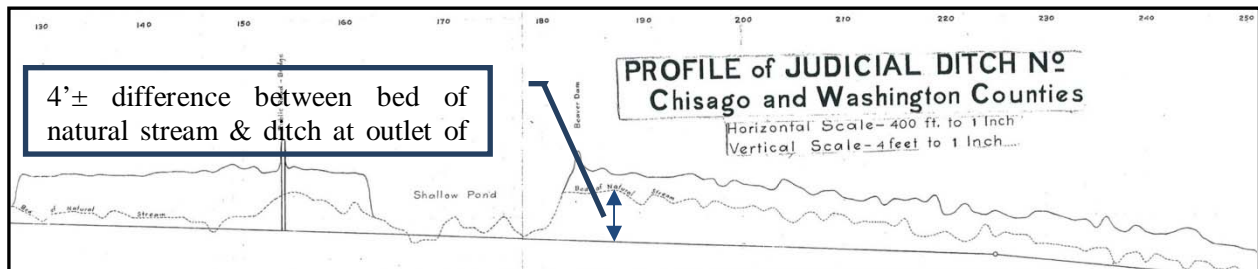 130 140 150 160 170 180 190 200 210 220 230 240 250
4’± difference between bed of
natural stream & ditch at outlet of
Bridge
Beaver Dam
PROFILE of JUDICIAL DITCH Nº
Chisago and Washington Counties
Horizontal Scale – 400 ft. to 1 Inch
Vertical Scale – 4 feet to 1 Inch
Shallow Pond
Bed of Natural Stream
Bed of Natural Stream